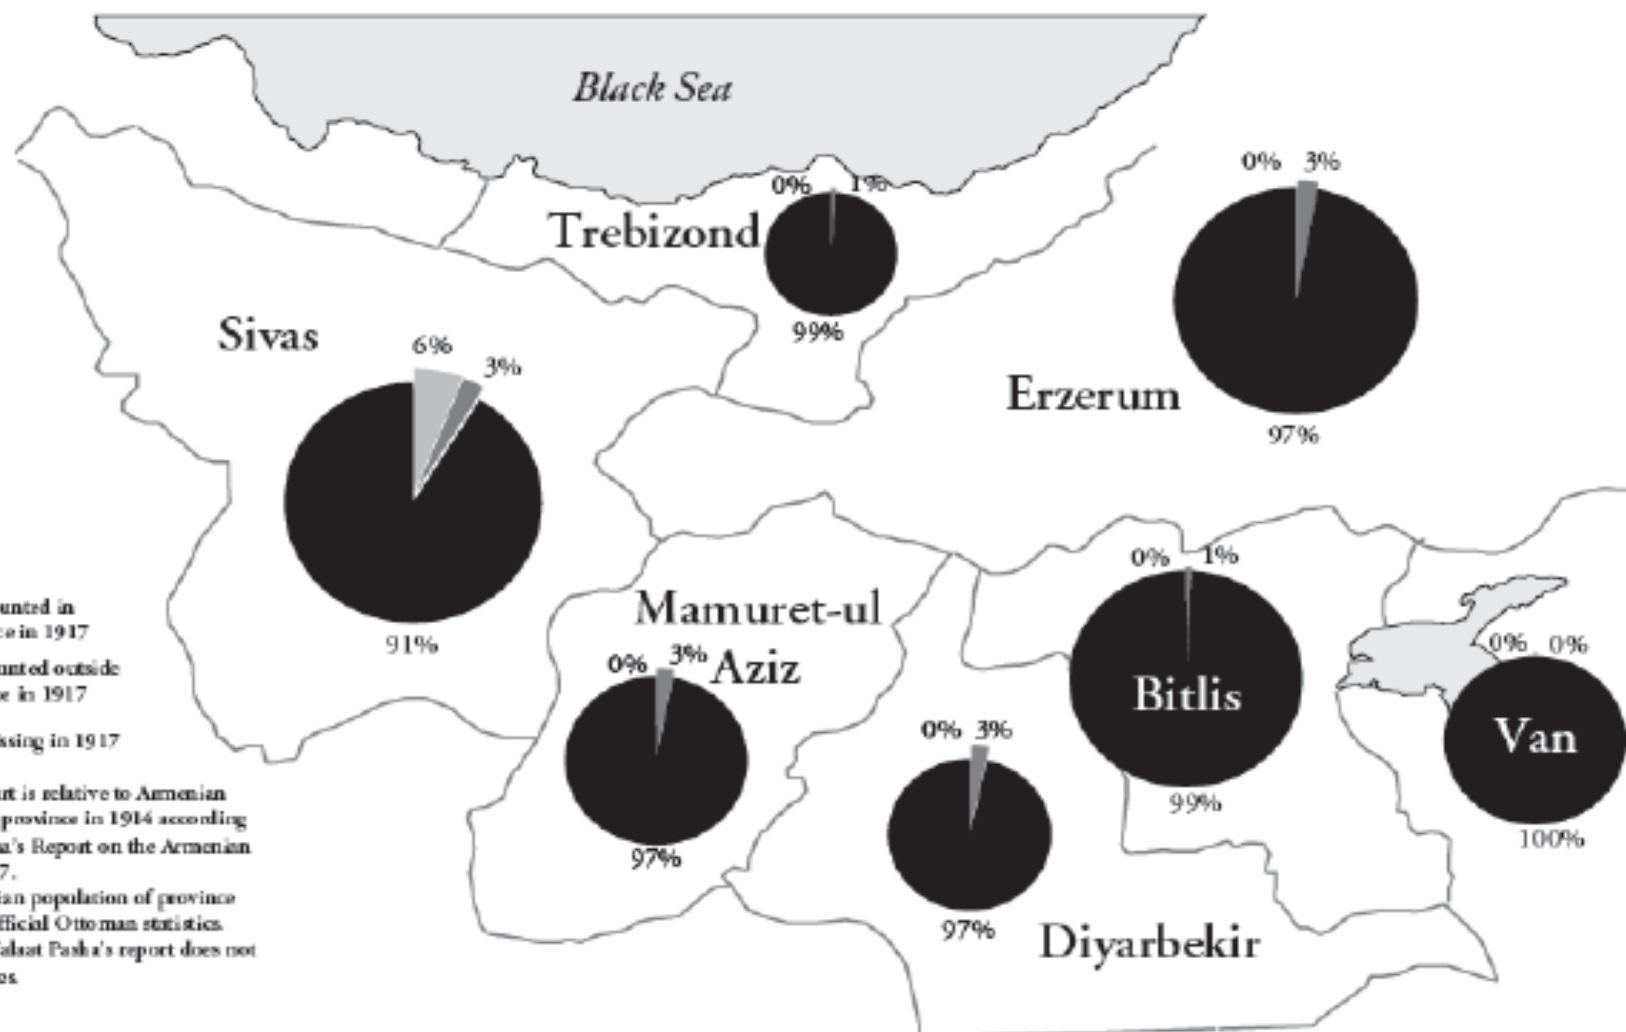 Black Sea
0% 3%
0% 1%
Trebizond
99%
Sivas
6%
3%
Erzerum
97%
0% 1%
unted in
ce in 1917
Mamuret-ul
91%
0% 3% Aziz
0% 0%
nted outside
e in 1917
Bitlis
0% 3%
Van
ssing in 1917
99%
rt is relative to Armenian
province in 1914 according
100%
a's Report on the Armenian
7.
97%
ian population of province
fficial Ottoman statistics.
97%
Diyarbekir
alaat Pasha's report does not
es.